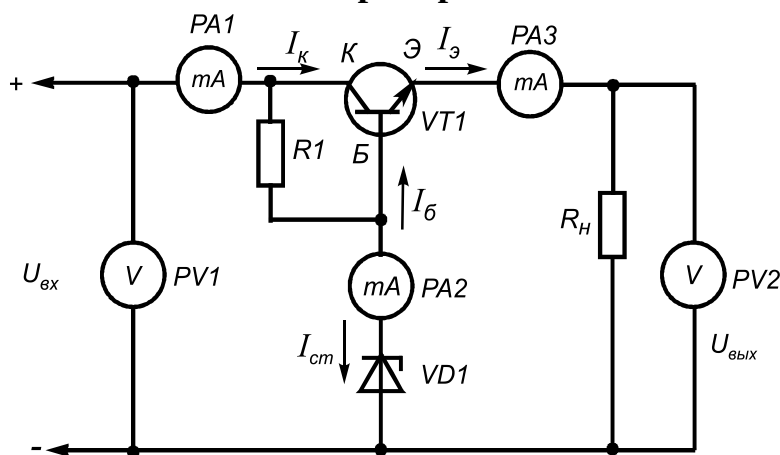 PA1
I_к
К
Э
I_э
PA3
+
mA
mA
VT1
R1
Б
I_б
R_н
U_вх
V
PV1
mA
PA2
V
PV2
I_ст
VD1
U_вых
-